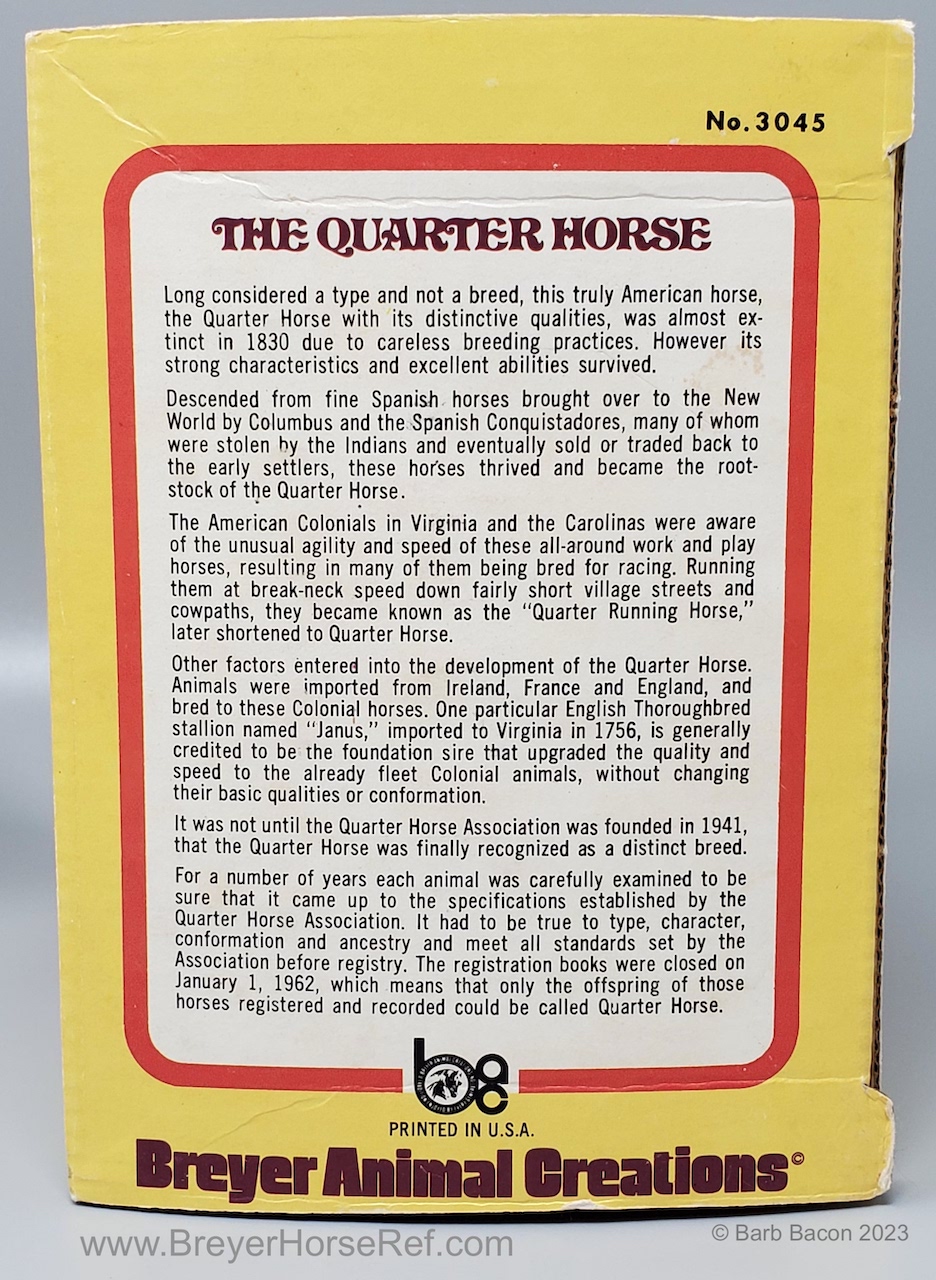 No. 3045
THE QUARTER HORSE
Long considered a type and not a breed, this truly American horse,
the Quarter Horse with its distinctive qualities, was almost ex-
tinct in 1830 due to careless breeding practices. However its
strong characteristics and excellent abilities survived.
Descended from fine Spanish horses brought over to the New
World by Columbus and the Spanish Conquistadores, many of whom
were stolen by the Indians and eventually sold or traded back to
the early settlers, these horses thrived and became the root-
stock of the Quarter Horse.
The American Colonials in Virginia and the Carolinas were aware
of the unusual agility and speed of these all-around work and play
horses, resulting in many of them being bred for racing. Running
them at break-neck speed down fairly short village streets and
cowpaths, they became known as the "Quarter Running Horse,"
later shortened to Quarter Horse.
Other factors entered into the development of the Quarter Horse.
Animals were imported from Ireland, France and England, and
bred to these Colonial horses. One particular English Thoroughbred
stallion named "Janus," imported to Virginia in 1756, is generally
credited to be the foundation sire that upgraded the quality and
speed to the already fleet Colonial animals, without changing
their basic qualities or conformation.
It was not until the Quarter Horse Association was founded in 1941,
that the Quarter Horse was finally recognized as a distinct breed.
For a number of years each animal was carefully examined to be
sure that it came up to the specifications established by the
Quarter Horse Association. It had to be true to type, character,
conformation and ancestry and meet all standards set by the
Association before registry. The registration books were closed on
January 1, 1962, which means that only the offspring of those
horses registered and recorded could be called Quarter Horse.
bac
PRINTED IN U.S.A.
Breyer Animal Creations©
www.BreyerHorseRef.com
© Barb Bacon 2023